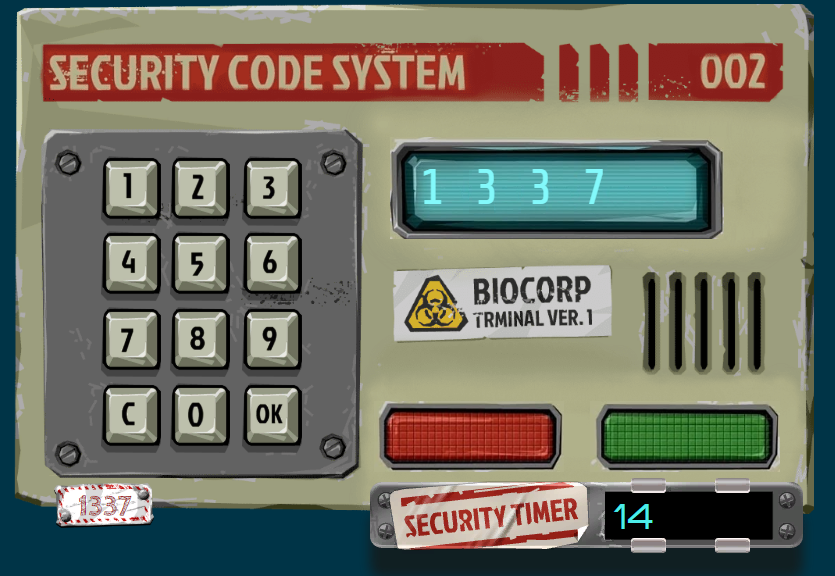 SECURITY CODE SYSTEM 002
1 2 3
4 5 6
7 8 9
C 0 OK
1337
1 3 3 7
BIOCORP
TRMINAL VER.1
SECURITY TIMER 14